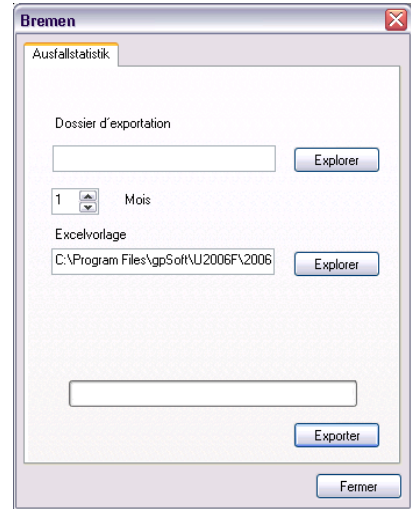 Bremen
Ausfallstatistik
Dossier d´exportation
Explorer
1 Mois
Excelvorlage
C:\Program Files\gpSoft\U2006F\2006 Explorer
Exporter
Fermer